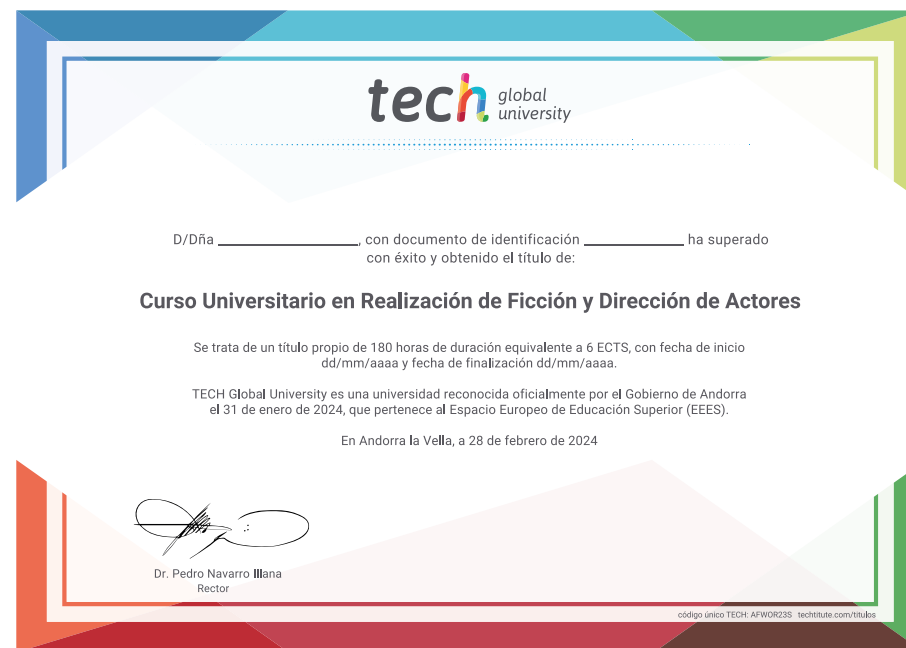 tech global university
D/Dña ____________________, con documento de identificación ______________ ha superado
con éxito y obtenido el título de:
Curso Universitario en Realización de Ficción y Dirección de Actores
Se trata de un título propio de 180 horas de duración equivalente a 6 ECTS, con fecha de inicio
dd/mm/aaaa y fecha de finalización dd/mm/aaaa.
TECH Global University es una universidad reconocida oficialmente por el Gobierno de Andorra
el 31 de enero de 2024, que pertenece al Espacio Europeo de Educación Superior (EEES).
En Andorra la Vella, a 28 de febrero de 2024
Dr. Pedro Navarro Illana
Rector
código único TECH: AFWOR23S techtitute.com/titulos